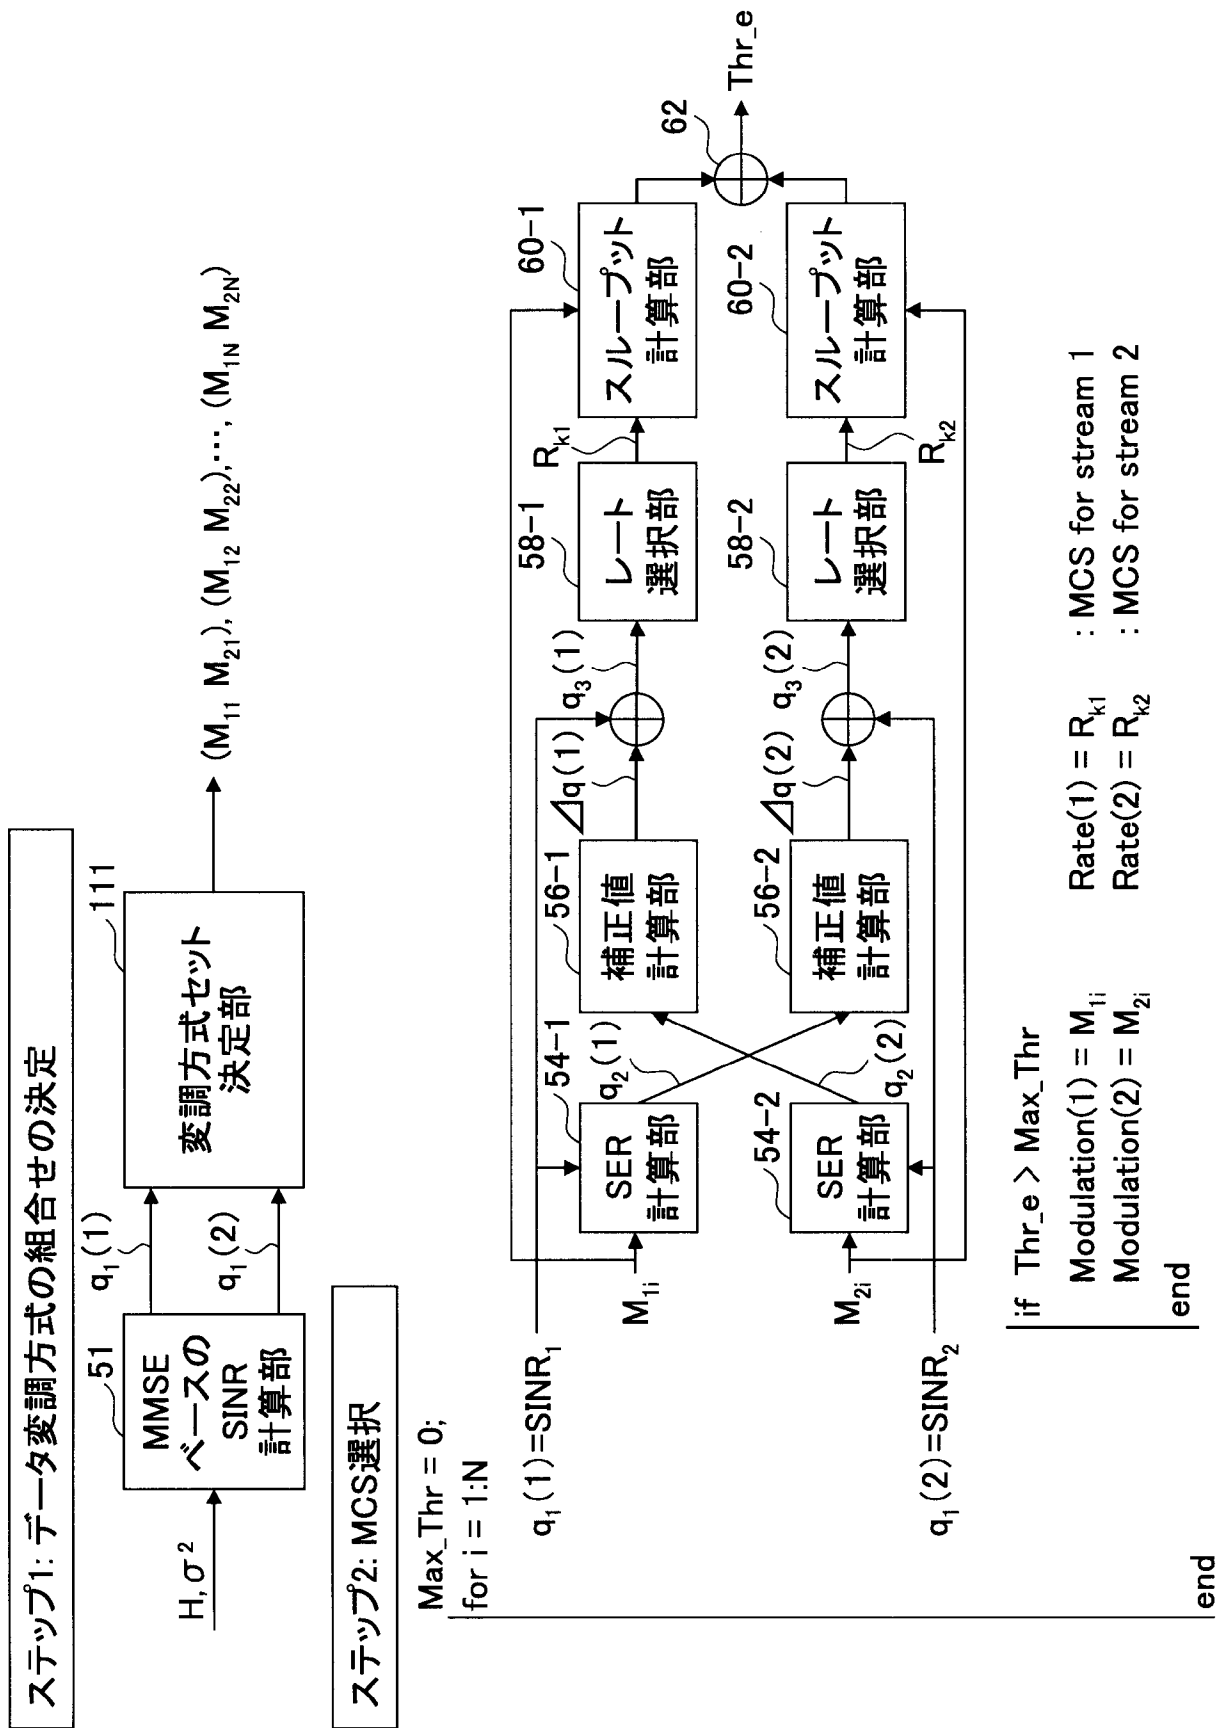 ステップ1: データ変調方式の組合せの決定
H, σ²
51
MMSE
ベースの
SINR
計算部
q₁(1)
q₁(2)
111
変調方式セット
決定部
(M₁₁ M₂₁), (M₁₂ M₂₂),…, (M₁N M₂N)
ステップ2: MCS選択
Max_Thr = 0;
for i = 1:N
q₁(1)=SINR₁
M₁ᵢ
54-1
SER
計算部
q₂(1)
56-1
補正値
計算部
⊿q(1)
q₃(1)
58-1
レート
選択部
Rₖ₁
60-1
スループット
計算部
62
Thr_e
M₂ᵢ
q₁(2)=SINR₂
54-2
SER
計算部
q₂(2)
56-2
補正値
計算部
⊿q(2)
q₃(2)
58-2
レート
選択部
Rₖ₂
60-2
スループット
計算部
if Thr_e > Max_Thr
Modulation(1) = M₁ᵢ Rate(1) = Rₖ₁ : MCS for stream 1
Modulation(2) = M₂ᵢ Rate(2) = Rₖ₂ : MCS for stream 2
end
end